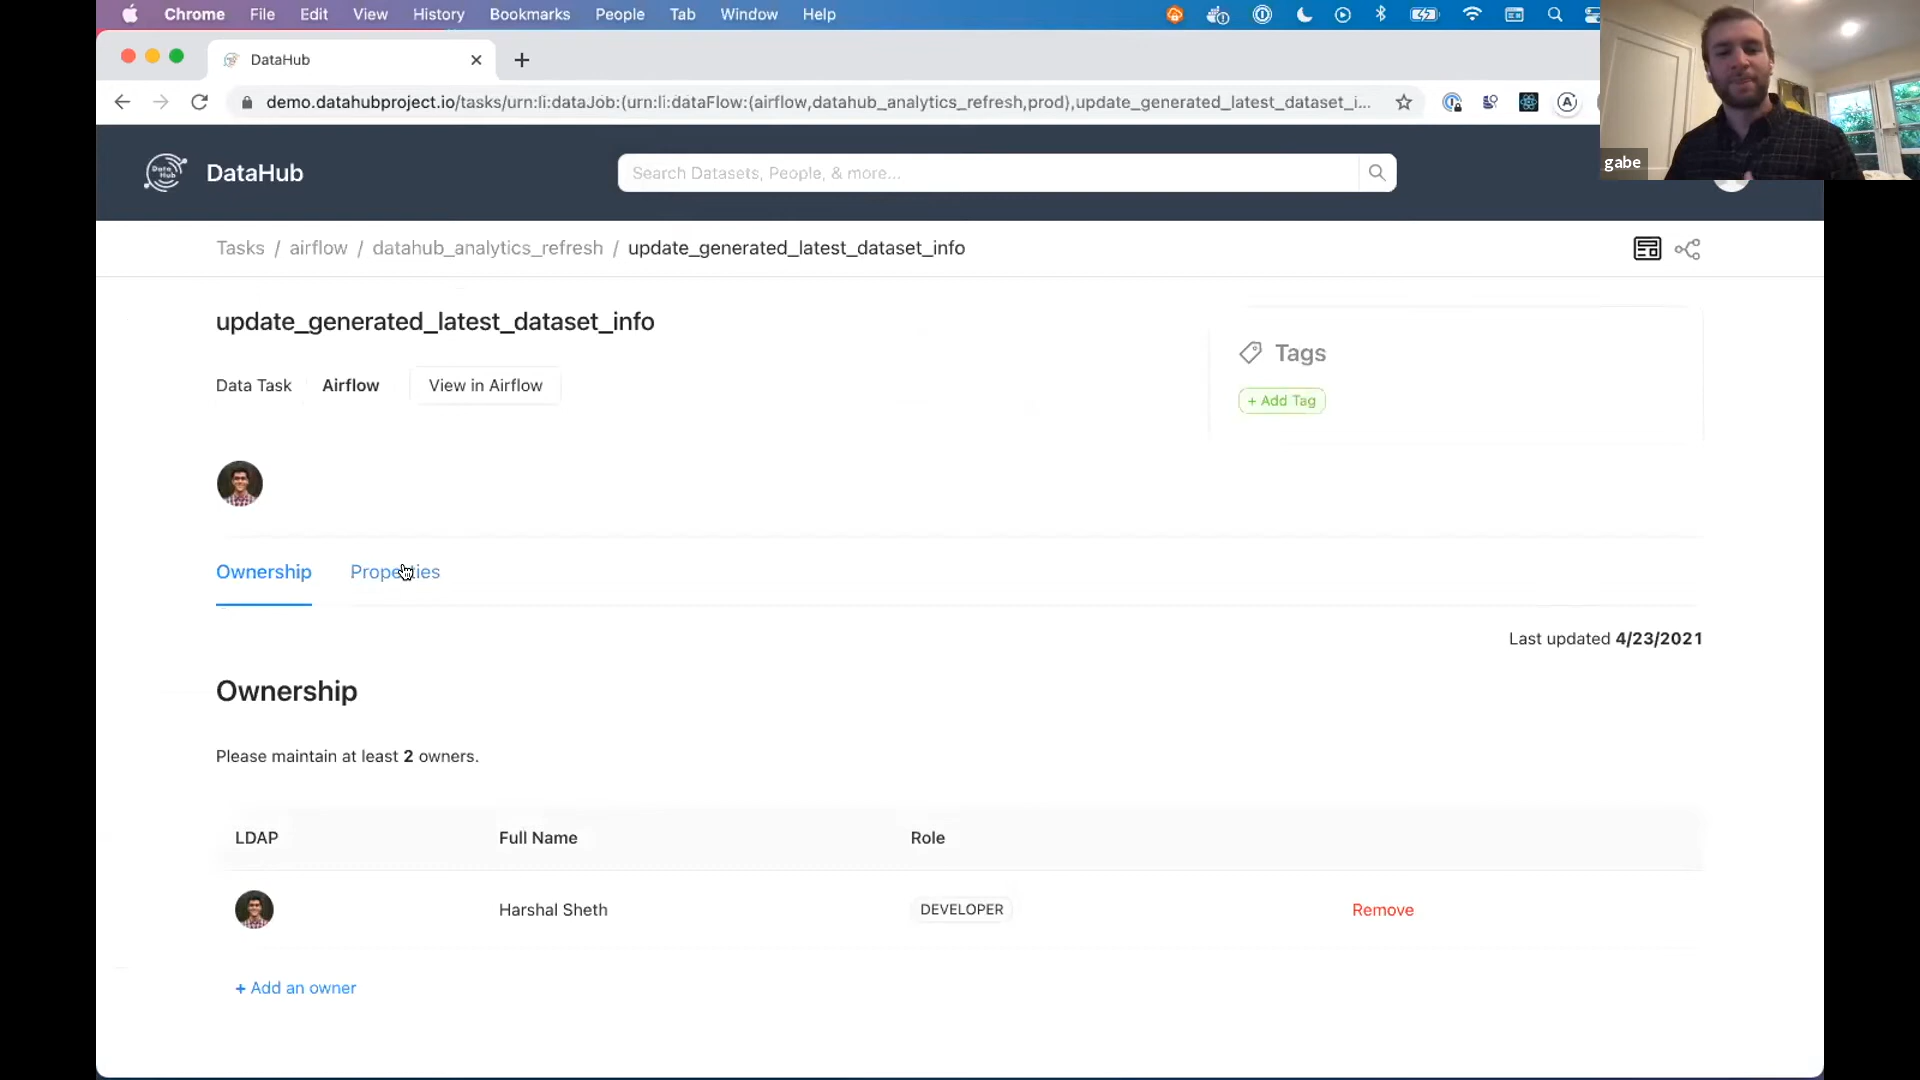 Chrome File Edit View History Bookmarks People Tab Window Help
DataHub
demo.datahubproject.io/tasks/urn:li:dataJob:(urn:li:dataFlow:(airflow,datahub_analytics_refresh,prod),update_generated_latest_dataset_i...
gabe
DataHub
Search Datasets, People, & more...
Tasks / airflow / datahub_analytics_refresh / update_generated_latest_dataset_info
update_generated_latest_dataset_info
Tags
Data Task Airflow View in Airflow
+ Add Tag
Ownership Properties
Last updated 4/23/2021
Ownership
Please maintain at least 2 owners.
LDAP Full Name Role
Harshal Sheth DEVELOPER Remove
+ Add an owner